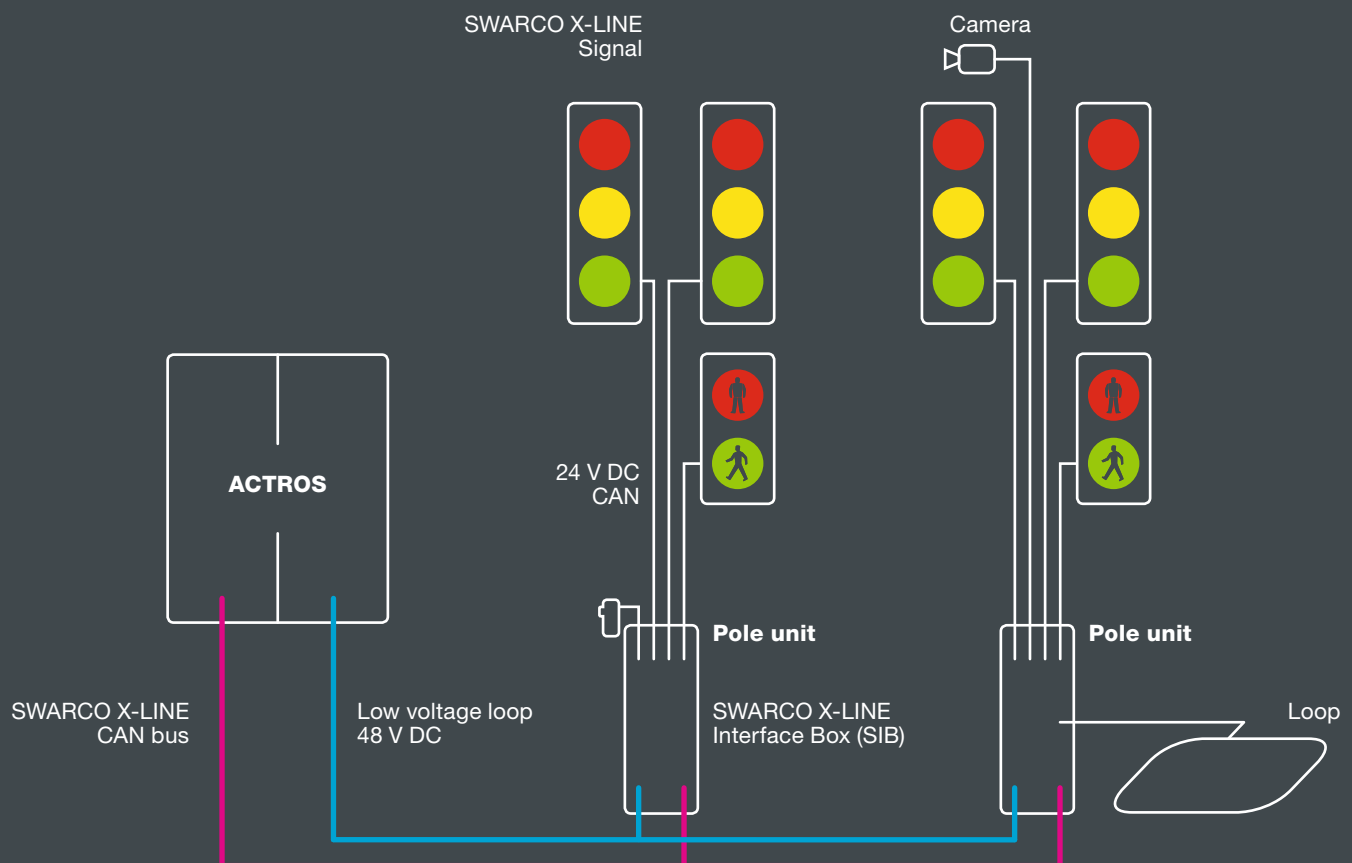 SWARCO X-LINE
Signal
Camera
ACTROS
24 V DC
CAN
Pole unit
Pole unit
SWARCO X-LINE
CAN bus
Low voltage loop
48 V DC
SWARCO X-LINE
Interface Box (SIB)
Loop